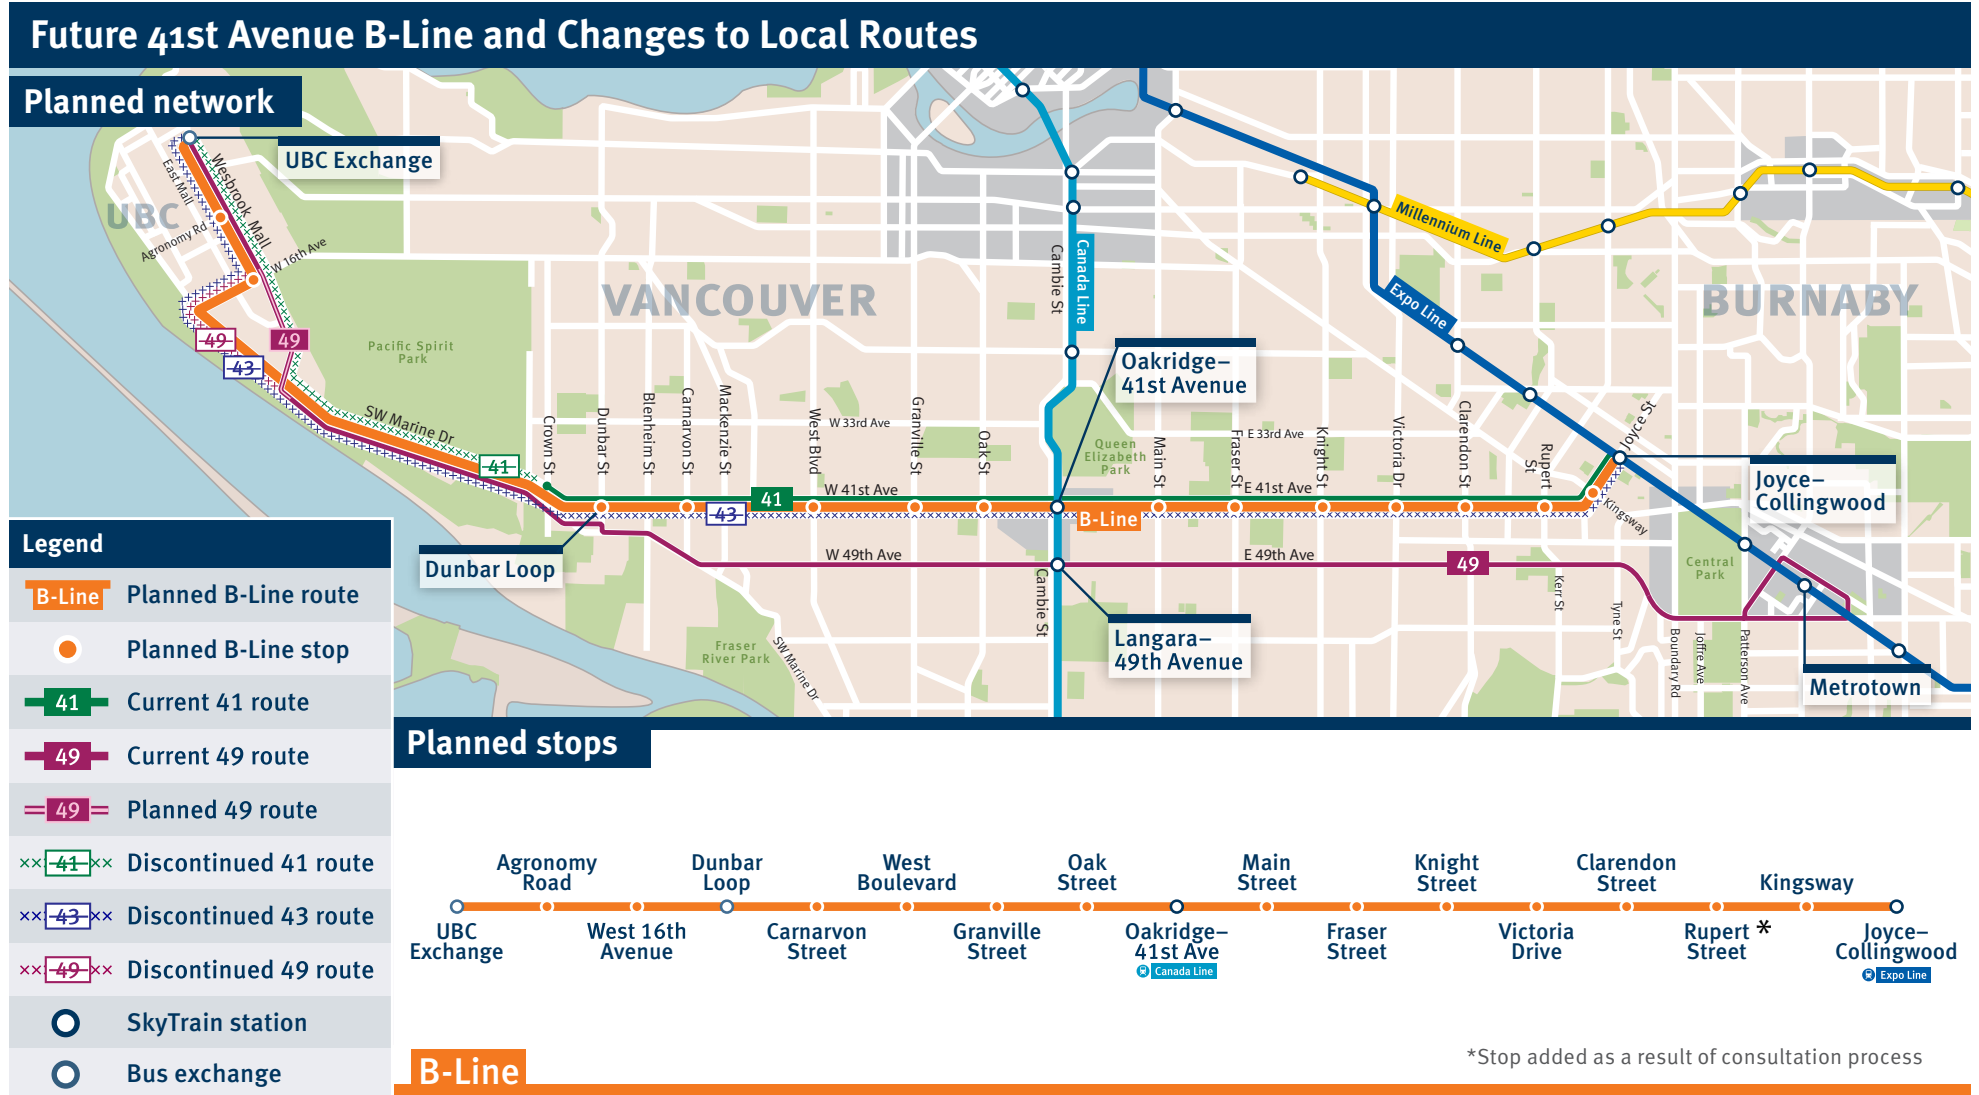 Future 41st Avenue B-Line and Changes to Local Routes
Planned network
UBC Exchange
UBC
East Mall
Wesbrook Mall
Agronomy Rd
W 16th Ave
49
49
43
Pacific Spirit
Park
SW Marine Dr
41
VANCOUVER
BURNABY
Cambie St
Canada Line
Millennium Line
Expo Line
Oakridge–
41st Avenue
Crown St
Dunbar St
Blenheim St
Carnarvon St
Mackenzie St
West Blvd
W 33rd Ave
Granville St
Oak St
Queen
Elizabeth
Park
Main St
Fraser St
E 33rd Ave
Knight St
Victoria Dr
Clarendon St
Rupert
St
Joyce St
Joyce–
Collingwood
W 41st Ave
E 41st Ave
41
43
B-Line
Kingsway
Dunbar Loop
W 49th Ave
E 49th Ave
49
Central
Park
Cambie St
Kerr St
Tyne St
Boundary Rd
Joffre Ave
Patterson Ave
Langara–
49th Avenue
Fraser
River Park
SW Marine Dr
Metrotown
Legend
B-Line Planned B-Line route
Planned B-Line stop
41 Current 41 route
49 Current 49 route
49 Planned 49 route
41 Discontinued 41 route
43 Discontinued 43 route
49 Discontinued 49 route
SkyTrain station
Bus exchange
Planned stops
UBC
Exchange
Agronomy
Road
West 16th
Avenue
Dunbar
Loop
Carnarvon
Street
West
Boulevard
Granville
Street
Oak
Street
Oakridge–
41st Ave
Canada Line
Main
Street
Fraser
Street
Knight
Street
Victoria
Drive
Clarendon
Street
Rupert *
Street
Kingsway
Joyce–
Collingwood
Expo Line
*Stop added as a result of consultation process
B-Line